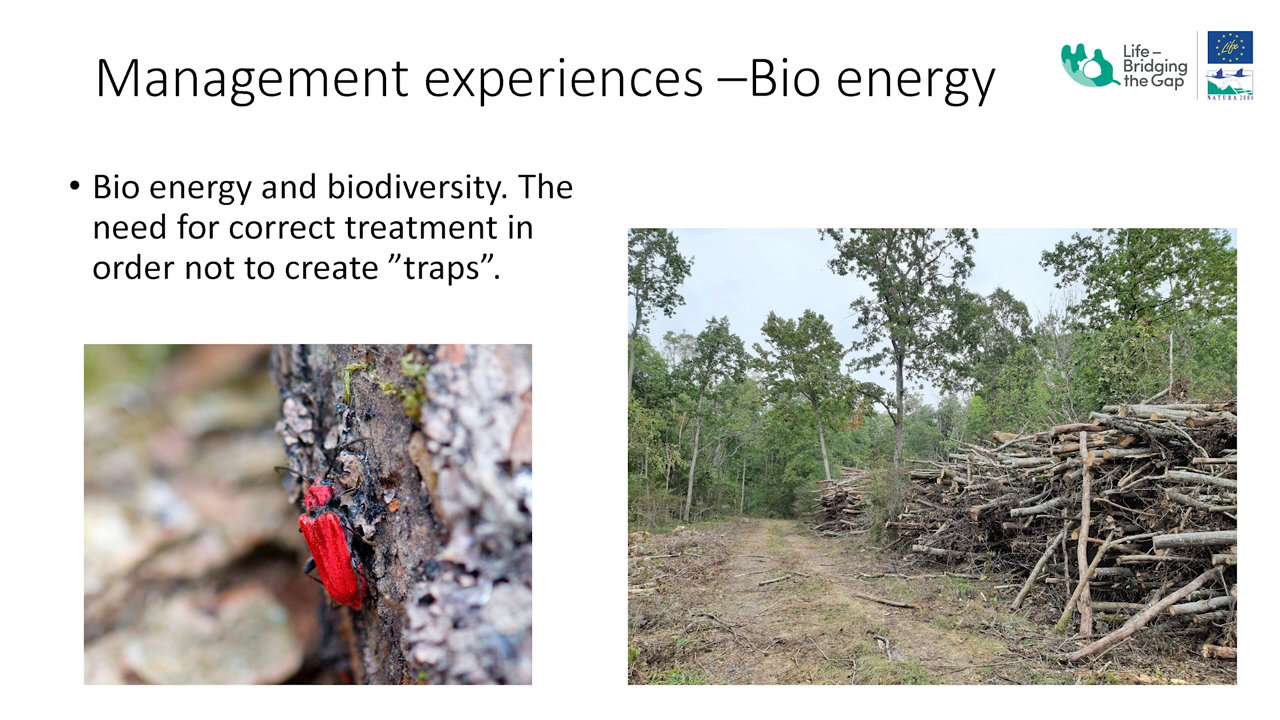 Management experiences –Bio energy
Life –
Bridging
the Gap
Life
NATURA 2000
• Bio energy and biodiversity. The
need for correct treatment in
order not to create ”traps”.